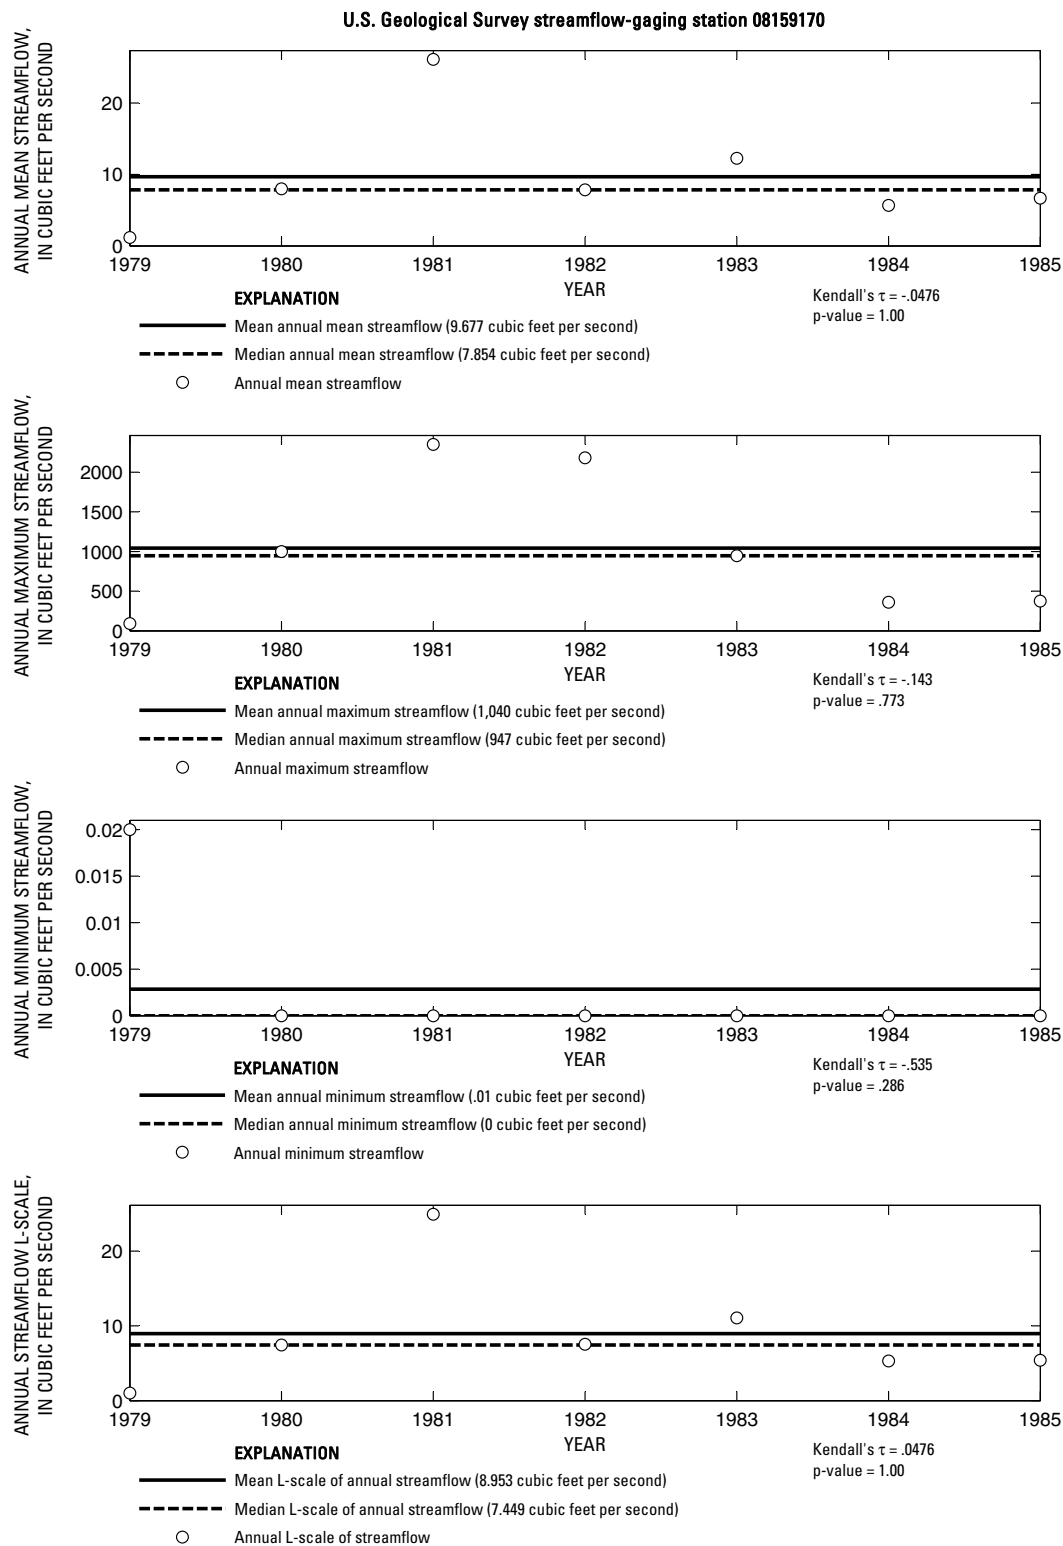 U.S. Geological Survey streamflow-gaging station 08159170
ANNUAL MEAN STREAMFLOW,
IN CUBIC FEET PER SECOND
20
10
0
1979 1980 1981 1982 1983 1984 1985
YEAR
EXPLANATION
Mean annual mean streamflow (9.677 cubic feet per second)
Median annual mean streamflow (7.854 cubic feet per second)
Annual mean streamflow
Kendall's τ = -.0476
p-value = 1.00
ANNUAL MAXIMUM STREAMFLOW,
IN CUBIC FEET PER SECOND
2000
1500
1000
500
0
1979 1980 1981 1982 1983 1984 1985
YEAR
EXPLANATION
Mean annual maximum streamflow (1,040 cubic feet per second)
Median annual maximum streamflow (947 cubic feet per second)
Annual maximum streamflow
Kendall's τ = -.143
p-value = .773
ANNUAL MINIMUM STREAMFLOW,
IN CUBIC FEET PER SECOND
0.02
0.015
0.01
0.005
0
1979 1980 1981 1982 1983 1984 1985
YEAR
EXPLANATION
Mean annual minimum streamflow (.01 cubic feet per second)
Median annual minimum streamflow (0 cubic feet per second)
Annual minimum streamflow
Kendall's τ = -.535
p-value = .286
ANNUAL STREAMFLOW L-SCALE,
IN CUBIC FEET PER SECOND
20
10
0
1979 1980 1981 1982 1983 1984 1985
YEAR
EXPLANATION
Mean L-scale of annual streamflow (8.953 cubic feet per second)
Median L-scale of annual streamflow (7.449 cubic feet per second)
Annual L-scale of streamflow
Kendall's τ = .0476
p-value = 1.00